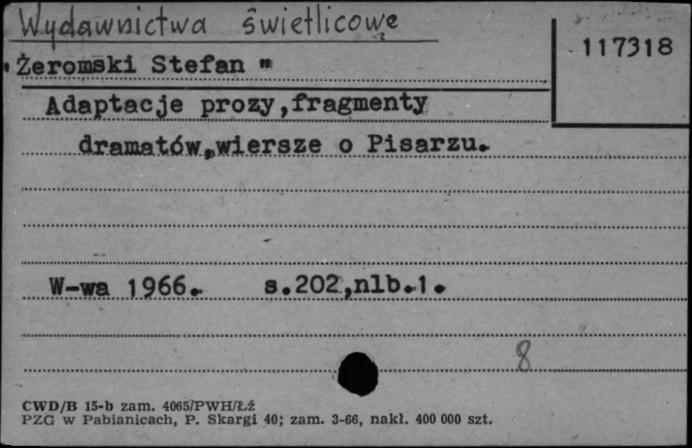 Wydawnictwa świetlicowe
117318
"Żeromski Stefan"
Adaptacje prozy,fragmenty
dramatów,wiersze o Pisarzu.
W-wa 1966. s.202,nlb.1.
8
CWD/B 15-b zam. 4065/PWH/Łź
PZG w Pabianicach, P. Skargi 40; zam. 3-66, nakł. 400 000 szt.